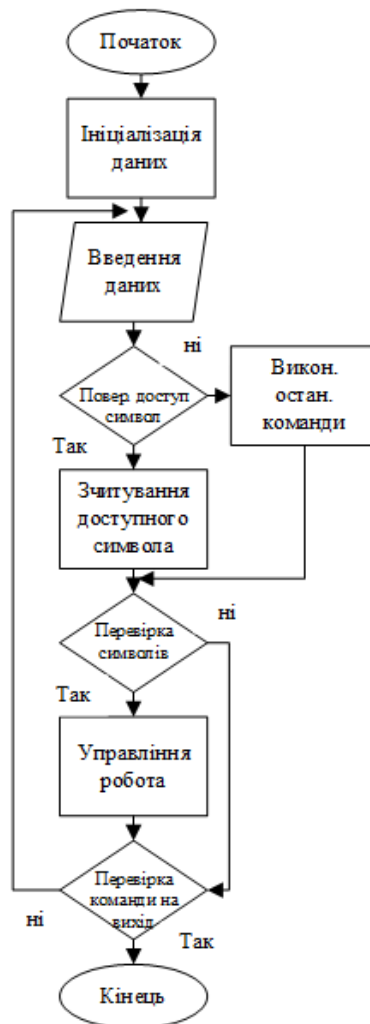 Початок
Ініціалізація
даних
Введення
даних
ні
Повер. доступ
символ
Викон.
остан.
команди
Так
Зчитування
доступного
символа
ні
Перевірка
символів
Так
Управління
робота
Перевірка
команди на
вихід
ні
Так
Кінець